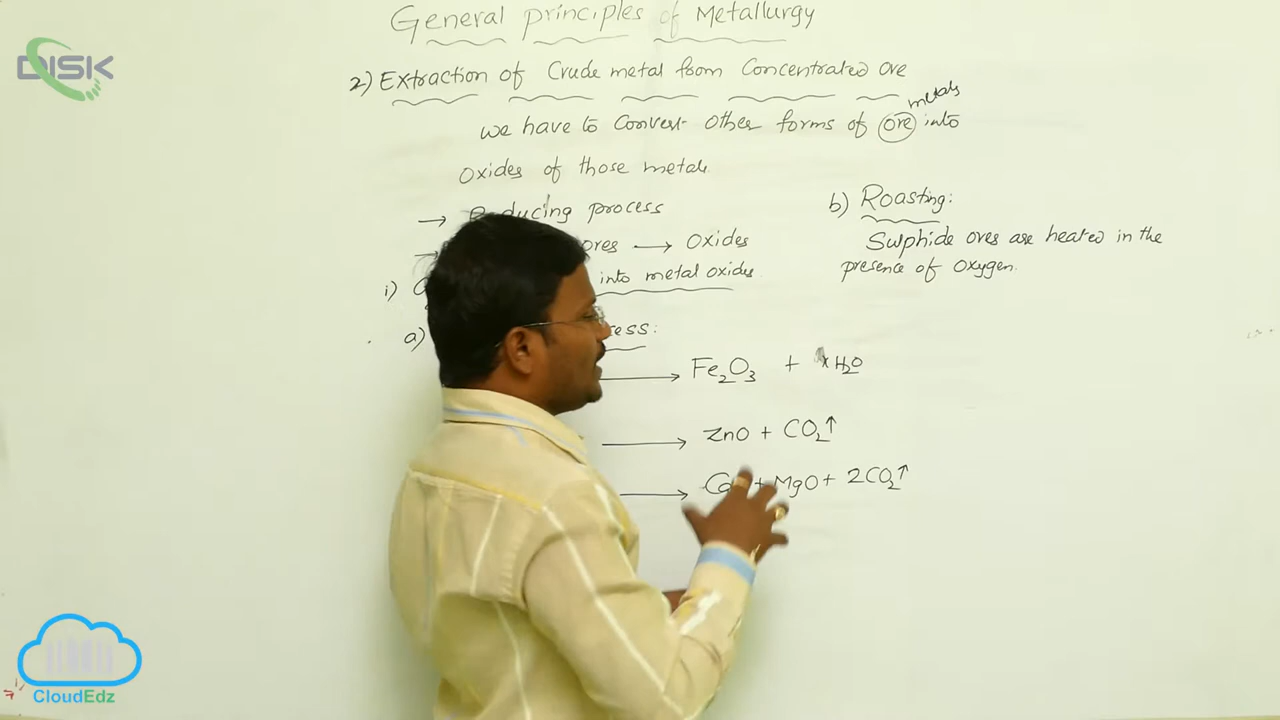 General principles of Metallurgy
DISK
2) Extraction of Crude metal from Concentrated Ore
metals
we have to Convert Other forms of ore into
Oxides of those metals
→ Reducing process
ores → Oxides
i) into metal oxides
a)
→ Fe2O3 + xH2O
→ ZnO + CO2↑
→ + MgO + 2CO2↑
b) Roasting:
Sulphide ores are heated in the
presence of Oxygen.
CloudEdz